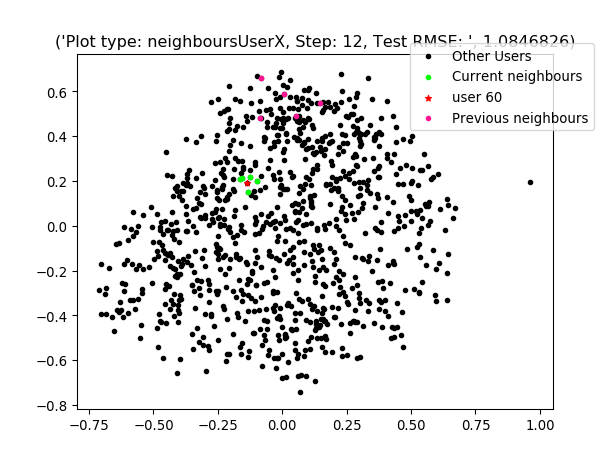 ('Plot type: neighboursUserX, Step: 12, Test RMSE: ', 1.0846826)
Other Users
Current neighbours
user 60
Previous neighbours
0.6
0.4
0.2
0.0
−0.2
−0.4
−0.6
−0.8
−0.75 −0.50 −0.25 0.00 0.25 0.50 0.75 1.00